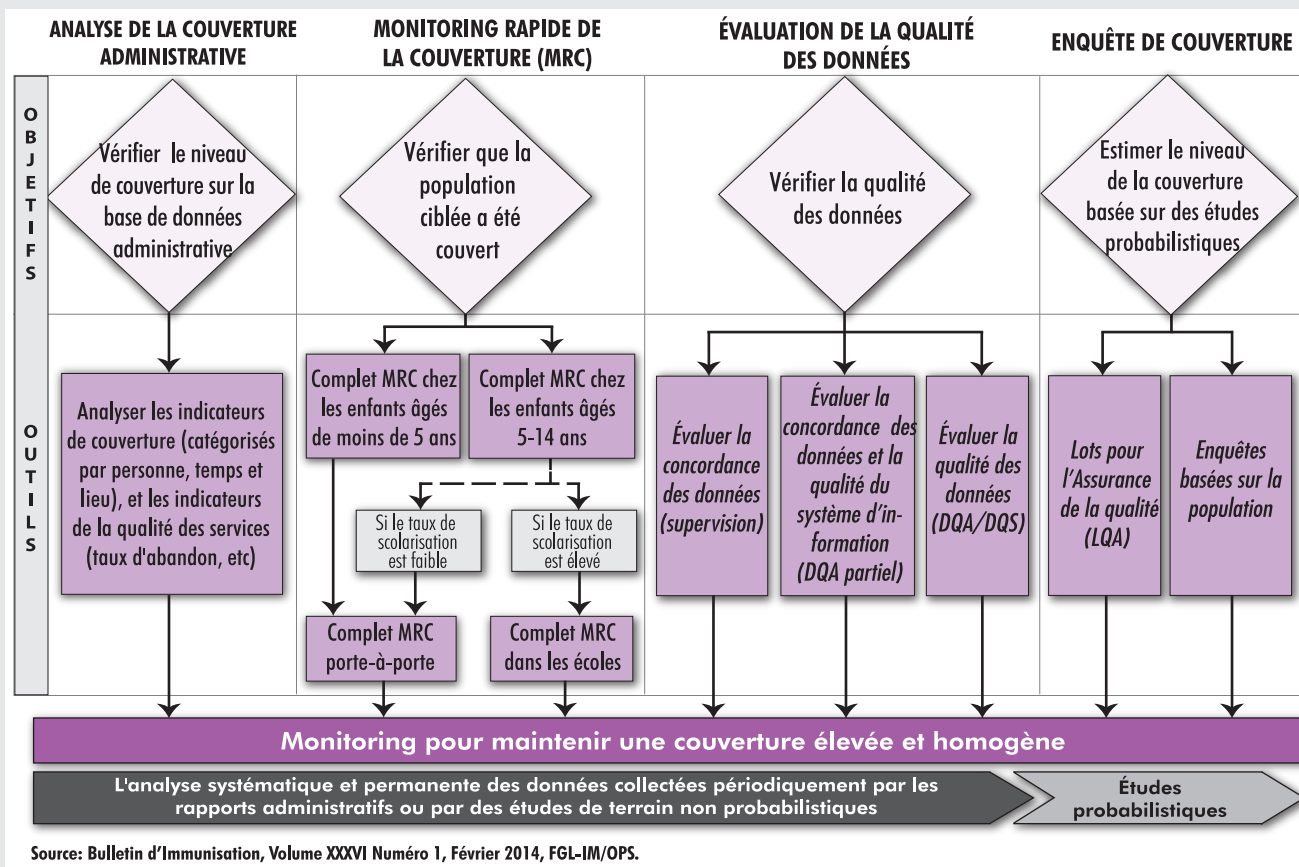 ANALYSE DE LA COUVERTURE
ADMINISTRATIVE
MONITORING RAPIDE DE
LA COUVERTURE (MRC)
ÉVALUATION DE LA QUALITÉ
DES DONNÉES
ENQUÊTE DE COUVERTURE
OBJETIFS
Vérifier le niveau
de couverture sur la
base de données
administrative
Vérifier que la
population
ciblée a été
couvert
Vérifier la qualité
des données
Estimer le niveau
de la couverture
basée sur des études
probabilistiques
OUTILS
Analyser les indicateurs
de couverture (catégorisés
par personne, temps et
lieu), et les indicateurs
de la qualité des services
(taux d'abandon, etc)
Complet MRC chez
les enfants âgés
de moins de 5 ans
Complet MRC chez
les enfants âgés
5-14 ans
Si le taux de
scolarisation
est faible
Si le taux de
scolarisation
est élevé
Complet MRC
porte-à-porte
Complet MRC
dans les écoles
Évaluer la
concordance
des données
(supervision)
Évaluer la
concordance des
données et la
qualité du
système d'in-
formation
(DQA partiel)
Évaluer la
qualité des
données
(DQA/DQS)
Lots pour
l'Assurance
de la qualité
(LQA)
Enquêtes
basées sur la
population
Monitoring pour maintenir une couverture élevée et homogène
L'analyse systématique et permanente des données collectées périodiquement par les
rapports administratifs ou par des études de terrain non probabilistiques
Études
probabilistiques
Source: Bulletin d'Immunisation, Volume XXXVI Numéro 1, Février 2014, FGL-IM/OPS.